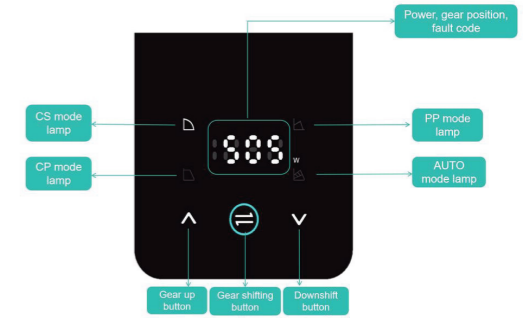 Power, gear position,
fault code
CS mode
lamp
PP mode
lamp
505
W
CP mode
lamp
AUTO
mode lamp
Gear up
button
Gear shifting
button
Downshift
button